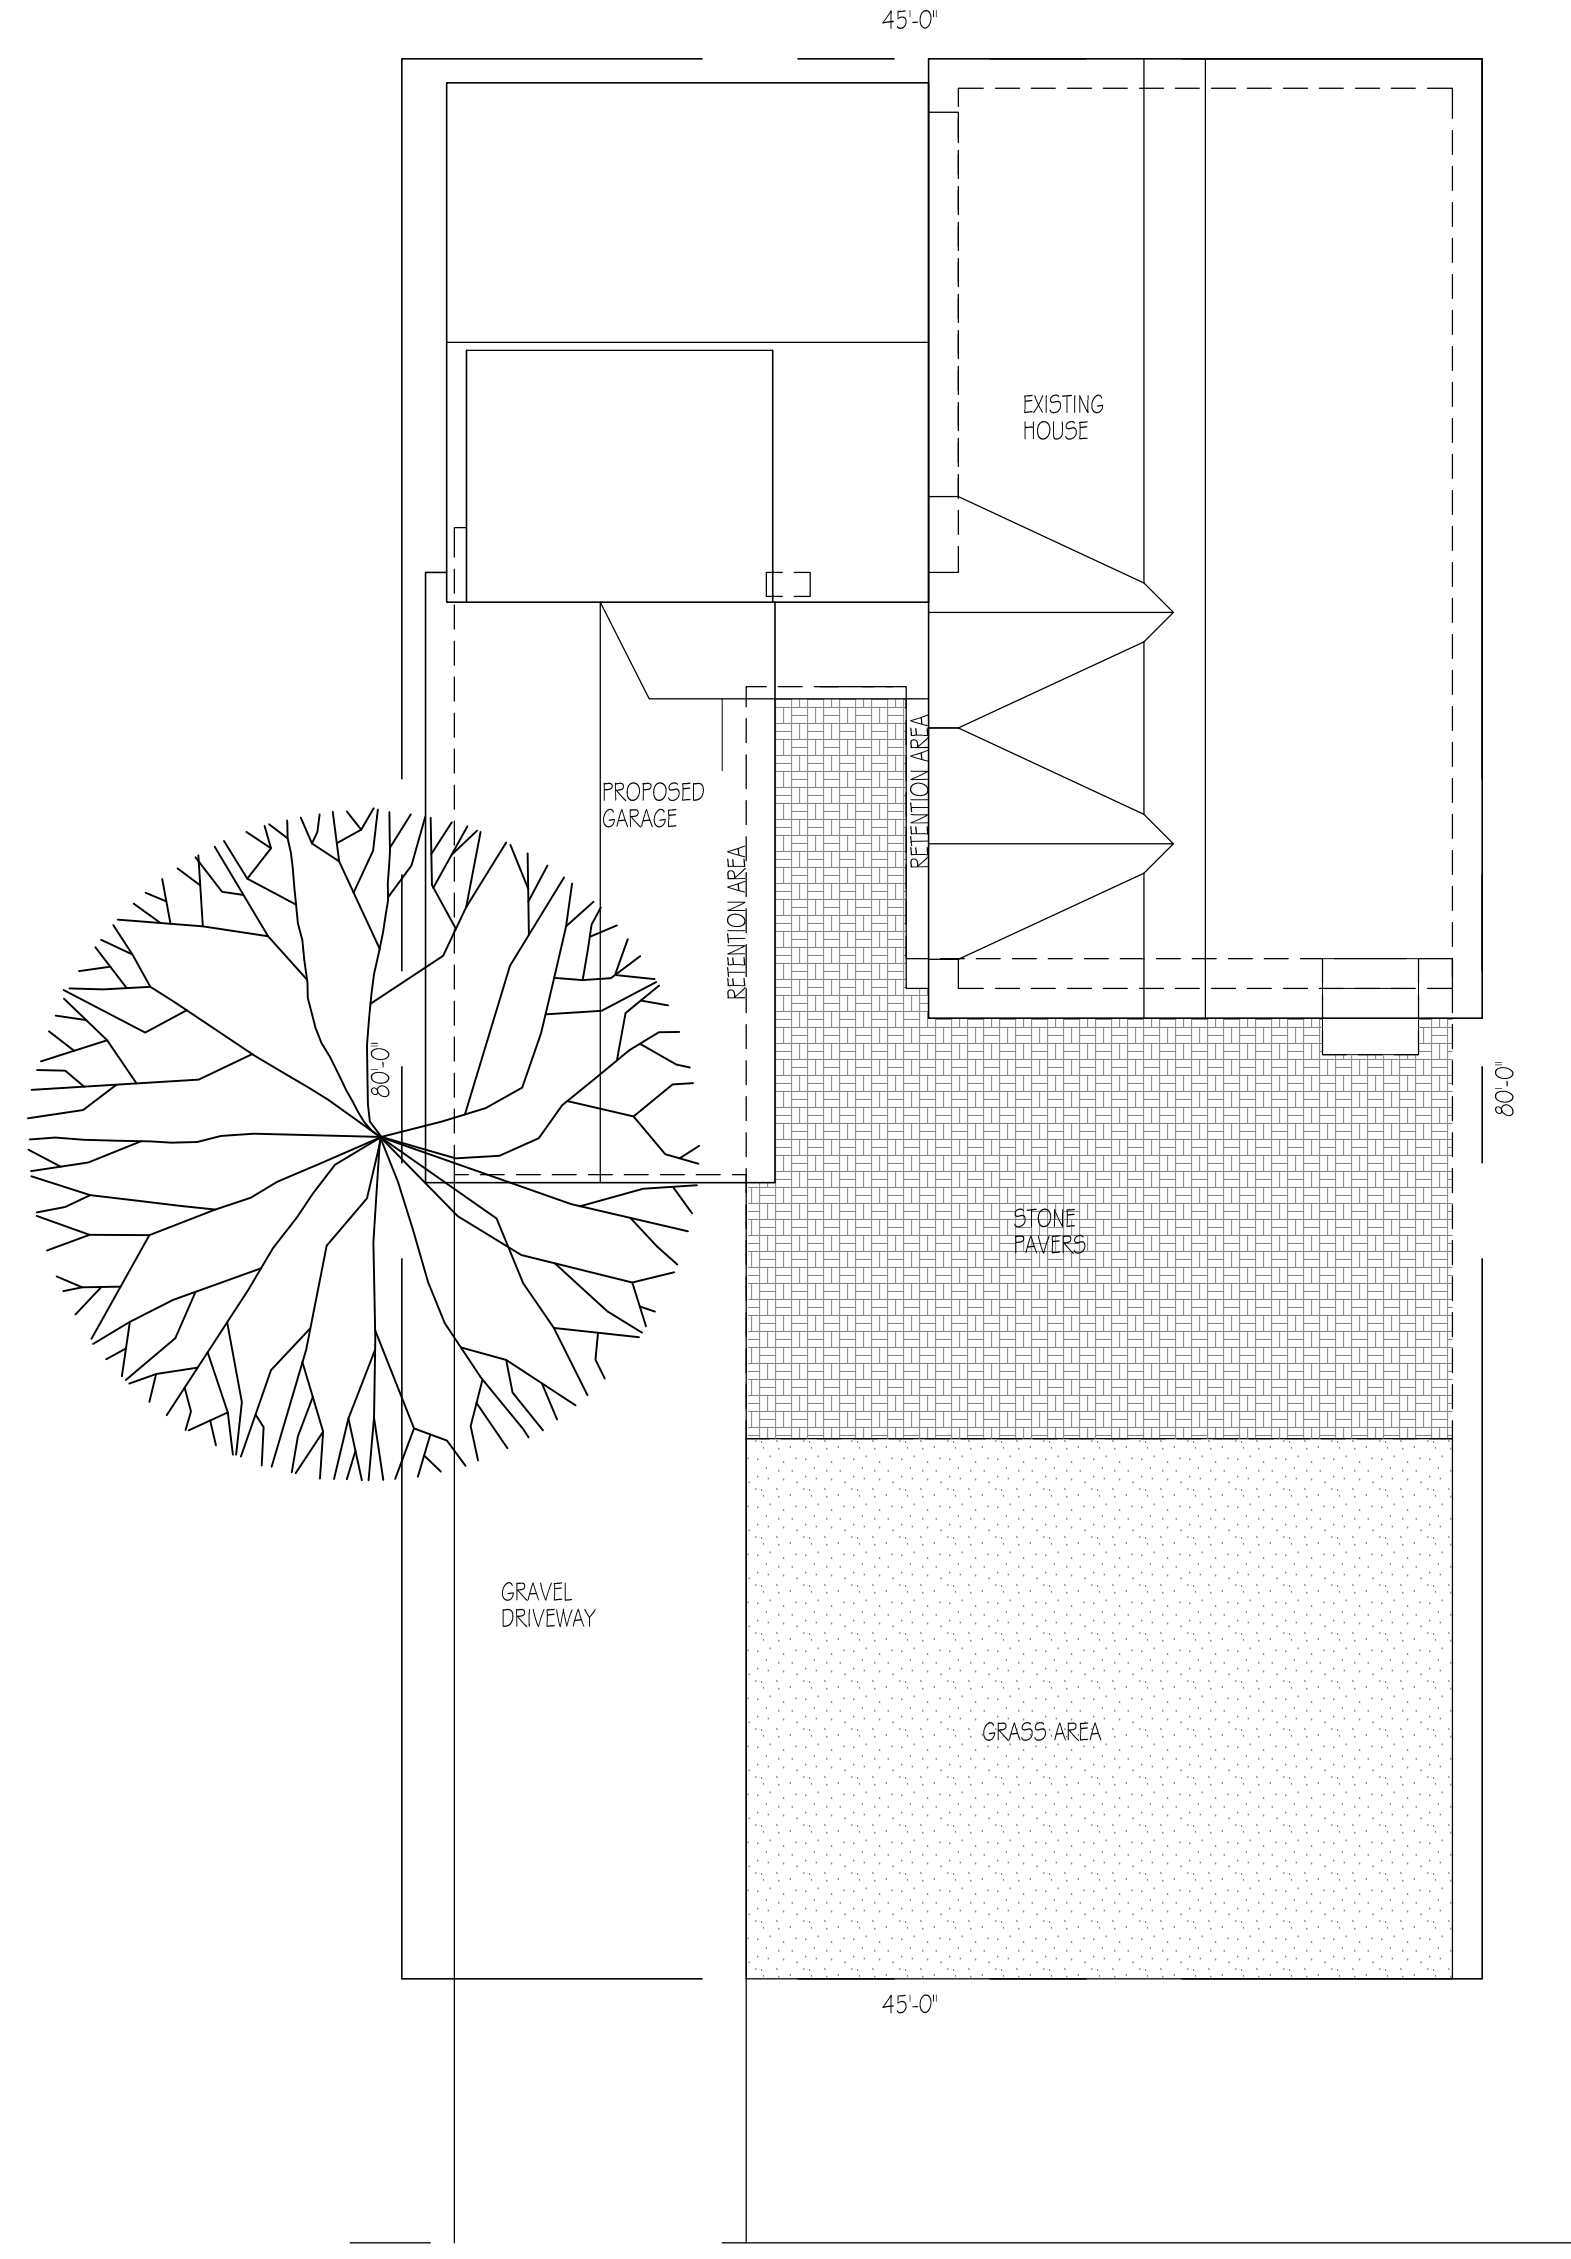 45'-0"
EXISTING
HOUSE
RETENTION AREA
PROPOSED
GARAGE
RETENTION AREA
80'-0"
80'-0"
STONE
PAVERS
GRAVEL
DRIVEWAY
GRASS AREA
45'-0"